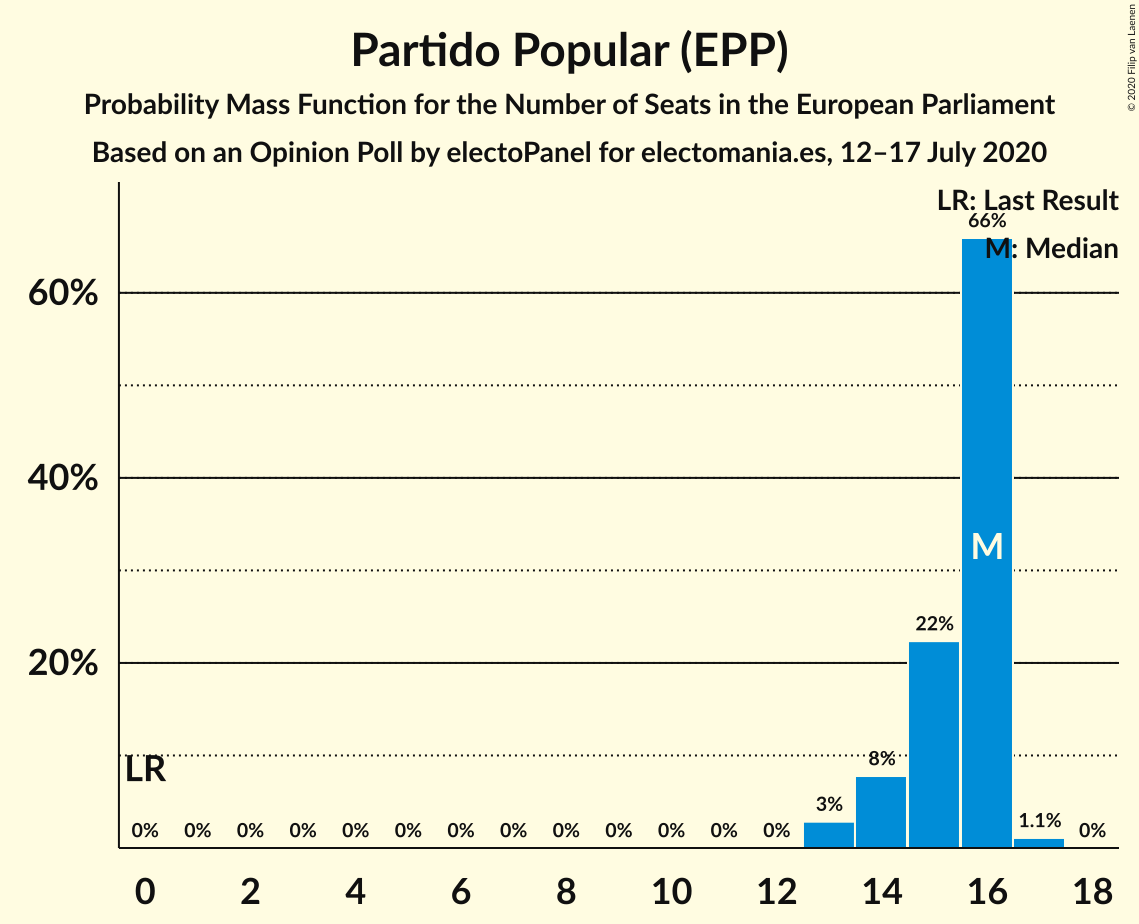 Partido Popular (EPP)
Probability Mass Function for the Number of Seats in the European Parliament
Based on an Opinion Poll by electoPanel for electomania.es, 12–17 July 2020
© 2020 Filip van Laenen
LR: Last Result
66%
M: Median
60%
40%
M
22%
20%
LR
8%
3%
0% 0% 0% 0% 0% 0% 0% 0% 0% 0% 0% 0% 0% 1.1% 0%
0 2 4 6 8 10 12 14 16 18